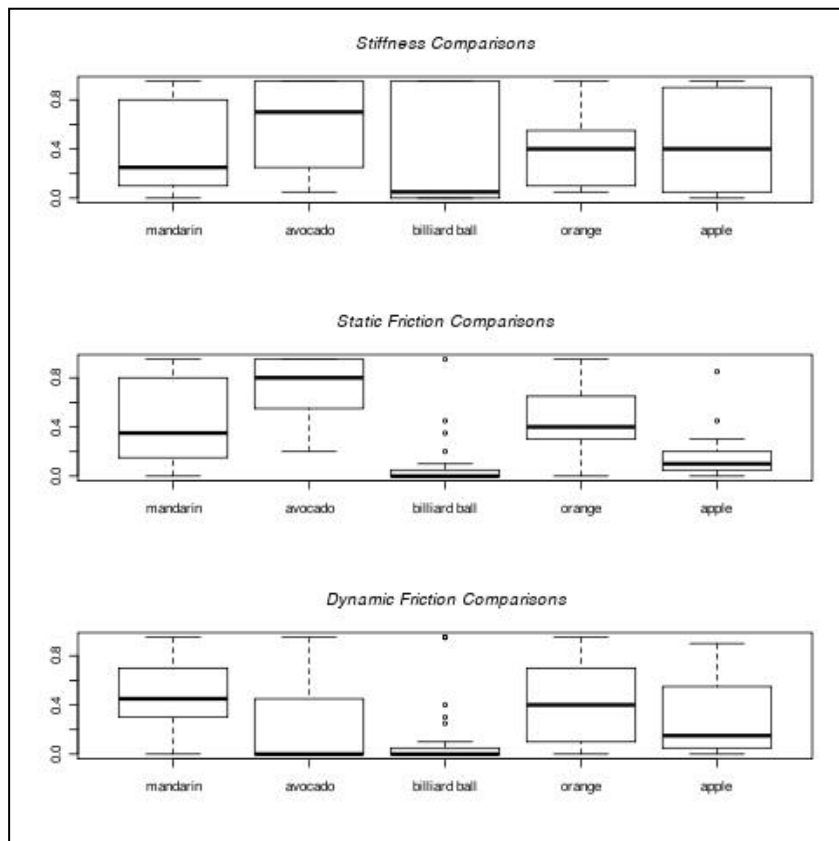 Stiffness Comparisons
0.8
0.4
0.0
mandarin avocado billiard ball orange apple
Static Friction Comparisons
0.8
0.4
0.0
mandarin avocado billiard ball orange apple
Dynamic Friction Comparisons
0.8
0.4
0.0
mandarin avocado billiard ball orange apple